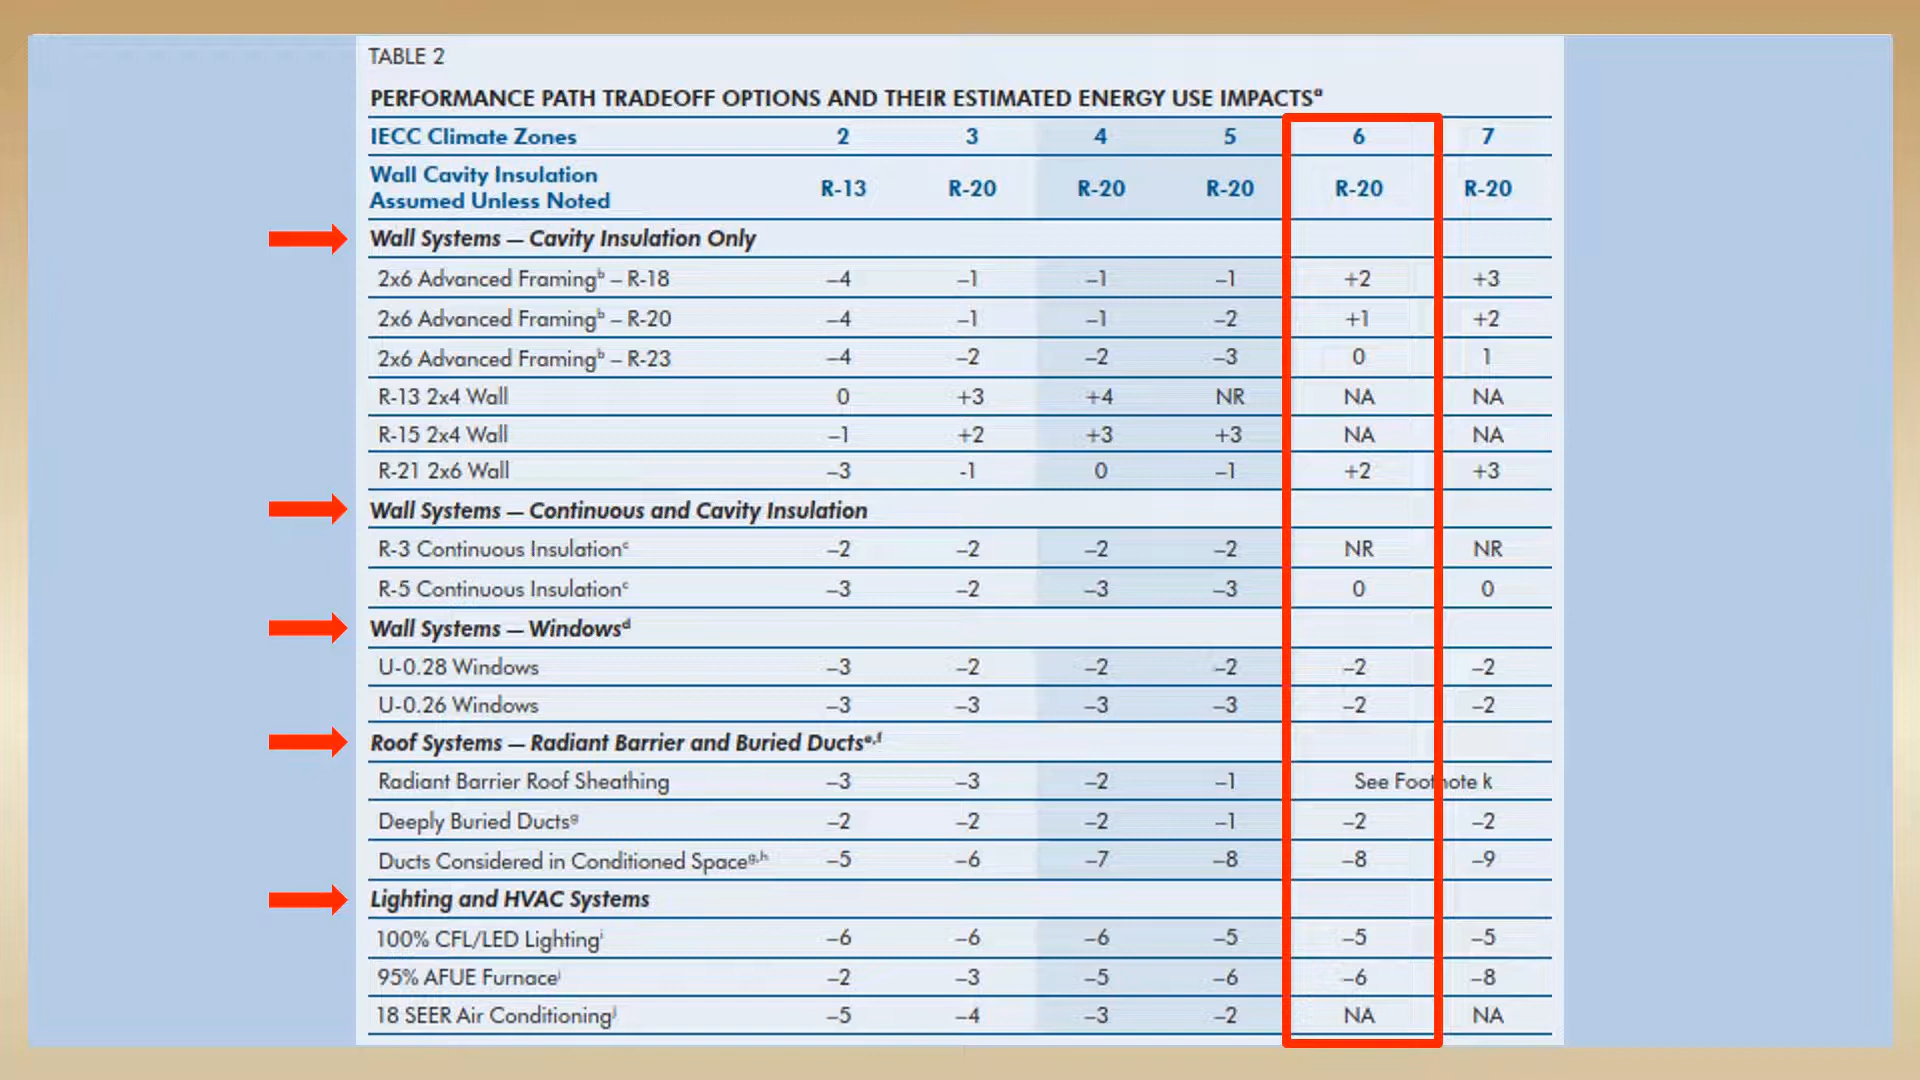 TABLE 2
PERFORMANCE PATH TRADEOFF OPTIONS AND THEIR ESTIMATED ENERGY USE IMPACTSᵃ
IECC Climate Zones 2 3 4 5 6 7
Wall Cavity Insulation
Assumed Unless Noted R-13 R-20 R-20 R-20 R-20 R-20
Wall Systems — Cavity Insulation Only
2x6 Advanced Framingᵇ – R-18 –4 –1 –1 –1 +2 +3
2x6 Advanced Framingᵇ – R-20 –4 –1 –1 –2 +1 +2
2x6 Advanced Framingᵇ – R-23 –4 –2 –2 –3 0 1
R-13 2x4 Wall 0 +3 +4 NR NA NA
R-15 2x4 Wall –1 +2 +3 +3 NA NA
R-21 2x6 Wall –3 -1 0 –1 +2 +3
Wall Systems — Continuous and Cavity Insulation
R-3 Continuous Insulationᶜ –2 –2 –2 –2 NR NR
R-5 Continuous Insulationᶜ –3 –2 –3 –3 0 0
Wall Systems — Windowsᵈ
U-0.28 Windows –3 –2 –2 –2 –2 –2
U-0.26 Windows –3 –3 –3 –3 –2 –2
Roof Systems — Radiant Barrier and Buried Ductsᵉ,ᶠ
Radiant Barrier Roof Sheathing –3 –3 –2 –1 See Footnote k
Deeply Buried Ductsᵍ –2 –2 –2 –1 –2 –2
Ducts Considered in Conditioned Spaceᵍ,ʰ –5 –6 –7 –8 –8 –9
Lighting and HVAC Systems
100% CFL/LED Lightingⁱ –6 –6 –6 –5 –5 –5
95% AFUE Furnaceʲ –2 –3 –5 –6 –6 –8
18 SEER Air Conditioningʲ –5 –4 –3 –2 NA NA